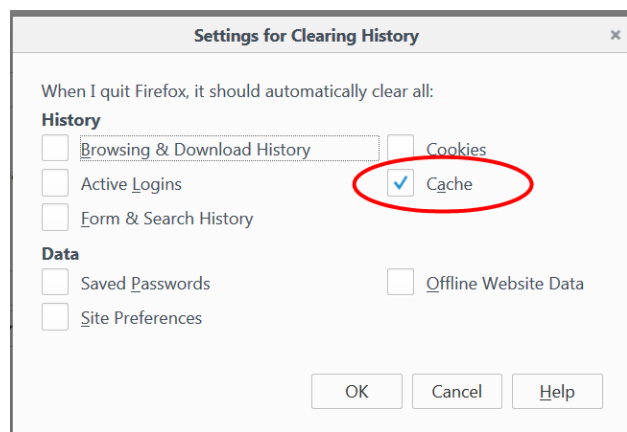 Settings for Clearing History
When I quit Firefox, it should automatically clear all:
History
Browsing & Download History
Cookies
Active Logins
Cache
Form & Search History
Data
Saved Passwords
Offline Website Data
Site Preferences
OK
Cancel
Help